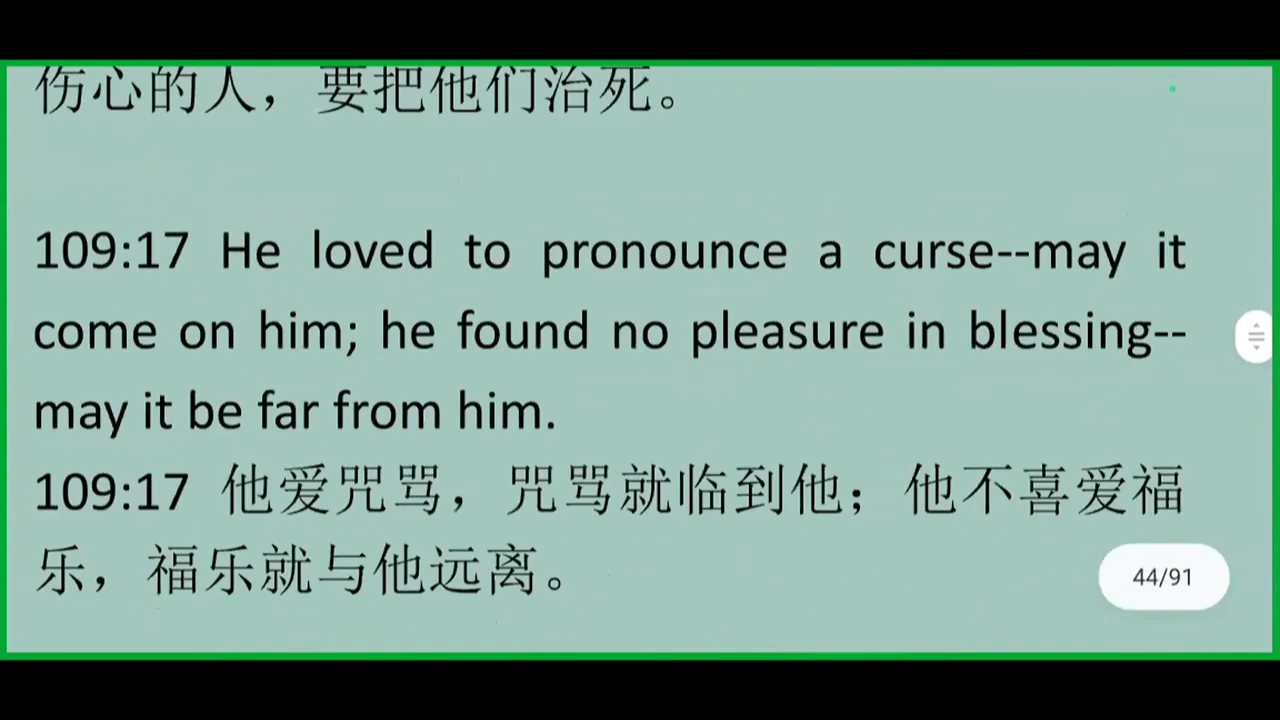 伤心的人，要把他们治死。
109:17 He loved to pronounce a curse--may it
come on him; he found no pleasure in blessing--
may it be far from him.
109:17 他爱咒骂，咒骂就临到他；他不喜爱福
乐，福乐就与他远离。
44/91